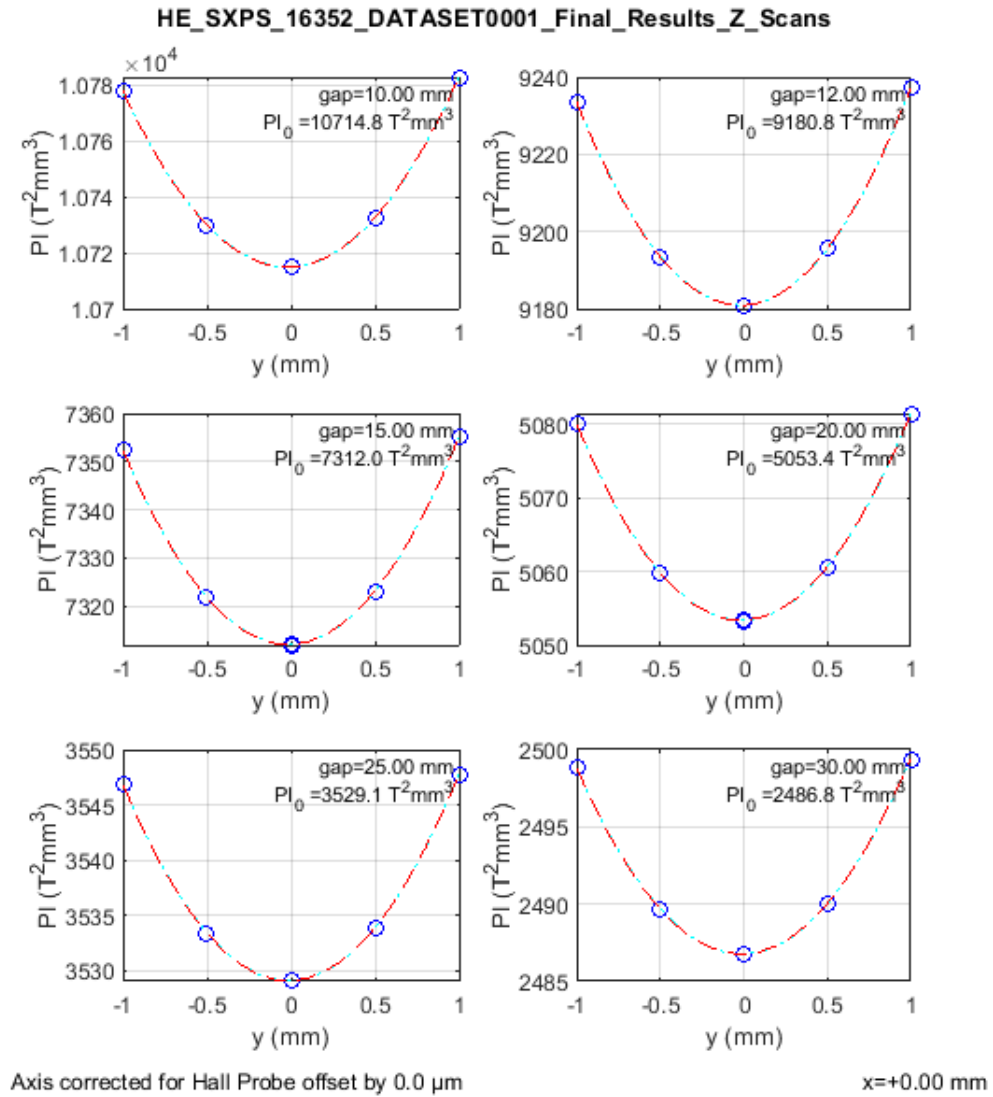 HE_SXPS_16352_DATASET0001_Final_Results_Z_Scans
×10⁴
1.078
1.076
1.074
1.072
1.07
PI (T²mm³)
gap=10.00 mm
PI₀ =10714.8 T²mm³
-1 -0.5 0 0.5 1
y (mm)
9240
9220
9200
9180
PI (T²mm³)
gap=12.00 mm
PI₀ =9180.8 T²mm³
-1 -0.5 0 0.5 1
y (mm)
7360
7350
7340
7330
7320
PI (T²mm³)
gap=15.00 mm
PI₀ =7312.0 T²mm³
-1 -0.5 0 0.5 1
y (mm)
5080
5070
5060
5050
PI (T²mm³)
gap=20.00 mm
PI₀ =5053.4 T²mm³
-1 -0.5 0 0.5 1
y (mm)
3550
3545
3540
3535
3530
PI (T²mm³)
gap=25.00 mm
PI₀ =3529.1 T²mm³
-1 -0.5 0 0.5 1
y (mm)
2500
2495
2490
2485
PI (T²mm³)
gap=30.00 mm
PI₀ =2486.8 T²mm³
-1 -0.5 0 0.5 1
y (mm)
Axis corrected for Hall Probe offset by 0.0 µm
x=+0.00 mm